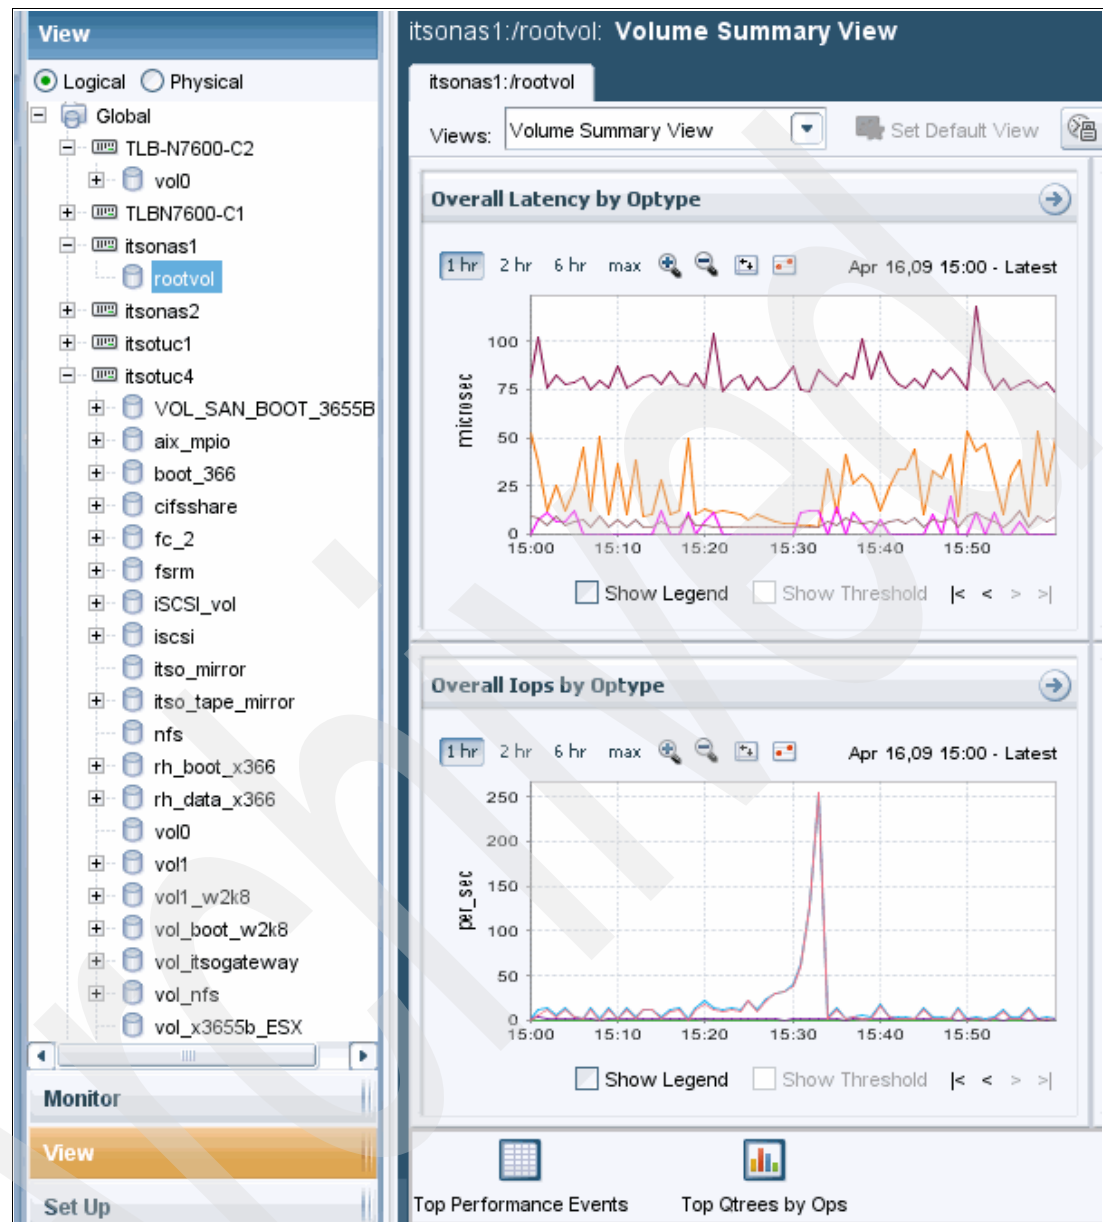 View
Logical Physical
Global
TLB-N7600-C2
vol0
TLBN7600-C1
itsonas1
rootvol
itsonas2
itsotuc1
itsotuc4
VOL_SAN_BOOT_3655B
aix_mpio
boot_366
cifsshare
fc_2
fsrm
iSCSI_vol
iscsi
itso_mirror
itso_tape_mirror
nfs
rh_boot_x366
rh_data_x366
vol0
vol1
vol1_w2k8
vol_boot_w2k8
vol_itsogateway
vol_nfs
vol_x3655b_ESX
Monitor
View
Set Up
itsonas1:/rootvol: Volume Summary View
itsonas1:/rootvol
Views: Volume Summary View Set Default View
Overall Latency by Optype
1 hr 2 hr 6 hr max Apr 16,09 15:00 - Latest
microsec
100
75
50
25
0
15:00 15:10 15:20 15:30 15:40 15:50
Show Legend Show Threshold |< < > >|
Overall Iops by Optype
1 hr 2 hr 6 hr max Apr 16,09 15:00 - Latest
per_sec
250
200
150
100
50
0
15:00 15:10 15:20 15:30 15:40 15:50
Show Legend Show Threshold |< < > >|
Top Performance Events Top Qtrees by Ops